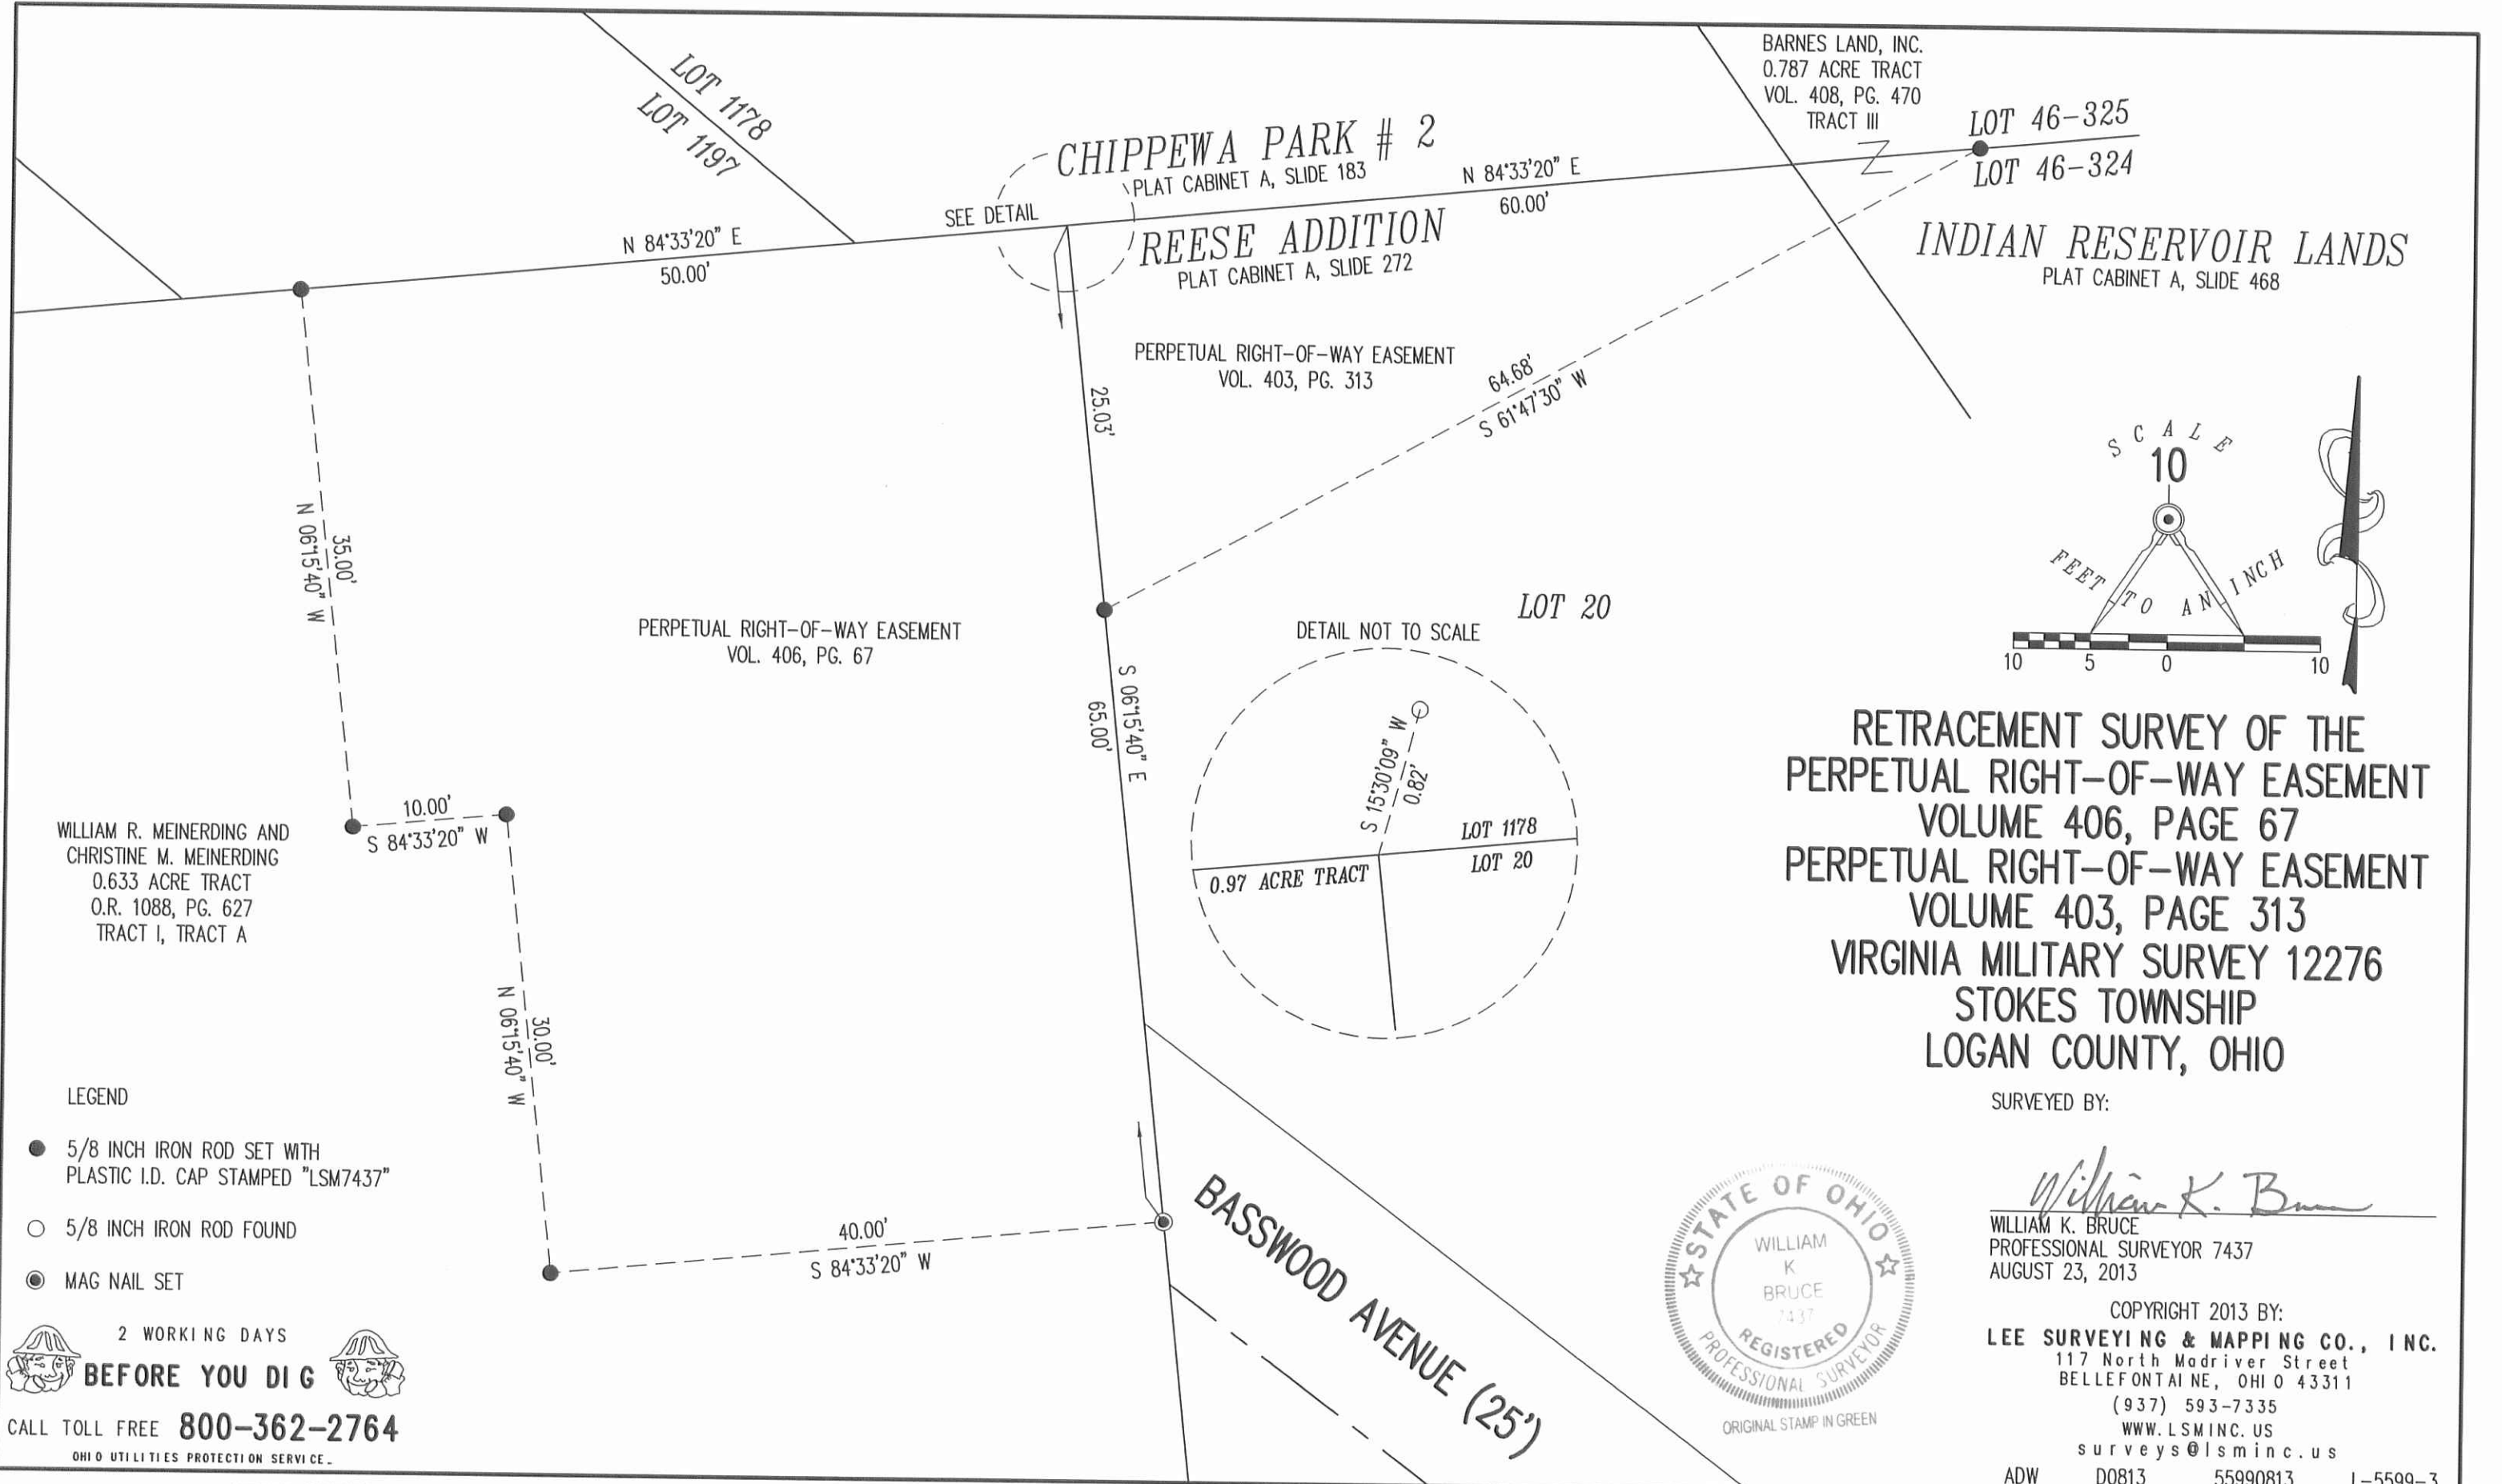 LOT 1178
LOT 1197
CHIPPEWA PARK # 2
PLAT CABINET A, SLIDE 183
BARNES LAND, INC.
0.787 ACRE TRACT
VOL. 408, PG. 470
TRACT III
LOT 46-325
LOT 46-324
N 84°33'20" E
60.00'
SEE DETAIL
N 84°33'20" E
50.00'
REESE ADDITION
PLAT CABINET A, SLIDE 272
INDIAN RESERVOIR LANDS
PLAT CABINET A, SLIDE 468
PERPETUAL RIGHT-OF-WAY EASEMENT
VOL. 403, PG. 313
25.03'
64.68'
S 61°47'30" W
SCALE
10
FEET TO AN INCH
10 5 0 10
35.00'
N 06°15'40" W
PERPETUAL RIGHT-OF-WAY EASEMENT
VOL. 406, PG. 67
LOT 20
DETAIL NOT TO SCALE
S 06°15'40" E
65.00'
S 15°30'09" W
0.82'
LOT 1178
LOT 20
0.97 ACRE TRACT
10.00'
S 84°33'20" W
WILLIAM R. MEINERDING AND
CHRISTINE M. MEINERDING
0.633 ACRE TRACT
O.R. 1088, PG. 627
TRACT I, TRACT A
30.00'
N 06°15'40" W
40.00'
S 84°33'20" W
BASSWOOD AVENUE (25')
RETRACEMENT SURVEY OF THE
PERPETUAL RIGHT-OF-WAY EASEMENT
VOLUME 406, PAGE 67
PERPETUAL RIGHT-OF-WAY EASEMENT
VOLUME 403, PAGE 313
VIRGINIA MILITARY SURVEY 12276
STOKES TOWNSHIP
LOGAN COUNTY, OHIO
SURVEYED BY:
William K. Bruce
WILLIAM K. BRUCE
PROFESSIONAL SURVEYOR 7437
AUGUST 23, 2013
COPYRIGHT 2013 BY:
LEE SURVEYING & MAPPING CO., INC.
117 North Madriver Street
BELLEFONTAINE, OHIO 43311
(937) 593-7335
WWW.LSMINC.US
surveys@lsminc.us
ADW D0813 55990813 L-5599-3
STATE OF OHIO
WILLIAM
K
BRUCE
7437
REGISTERED
PROFESSIONAL SURVEYOR
ORIGINAL STAMP IN GREEN
LEGEND
5/8 INCH IRON ROD SET WITH
PLASTIC I.D. CAP STAMPED "LSM7437"
5/8 INCH IRON ROD FOUND
MAG NAIL SET
2 WORKING DAYS
BEFORE YOU DIG
CALL TOLL FREE 800-362-2764
OHIO UTILITIES PROTECTION SERVICE